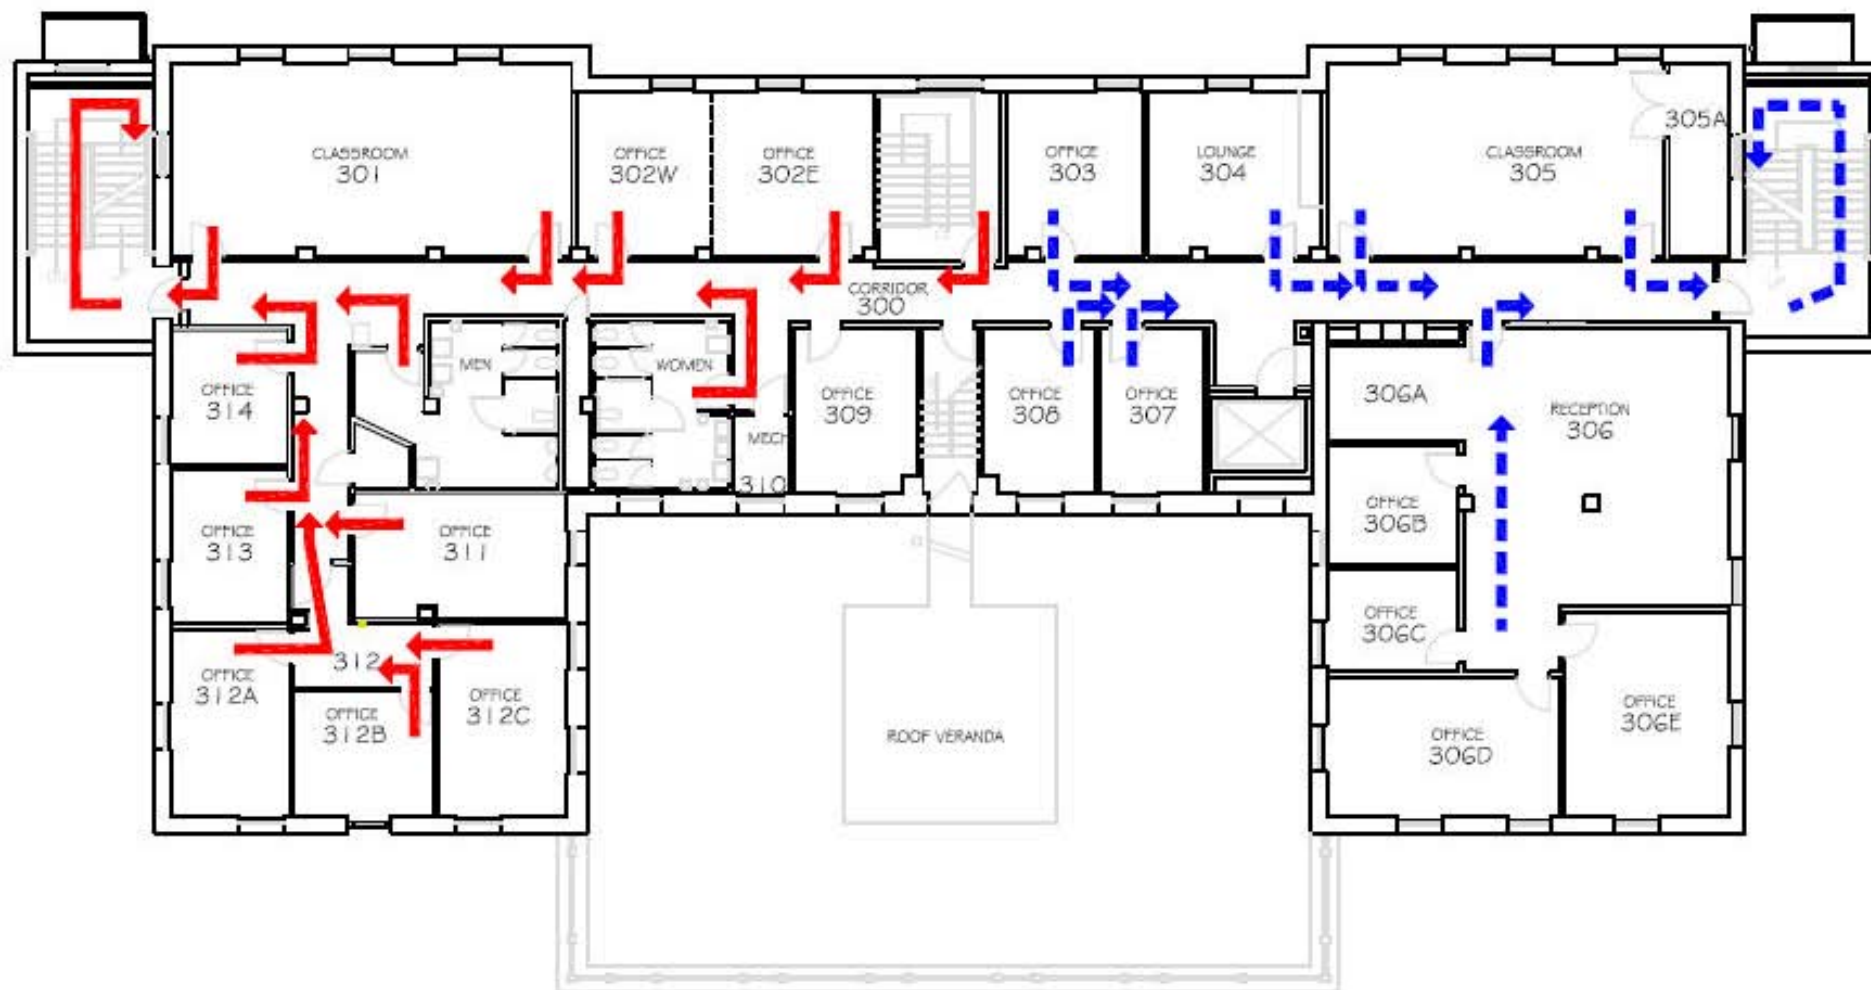 CLASSROOM
301
OFFICE
302W
OFFICE
302E
OFFICE
303
LOUNGE
304
CLASSROOM
305
305A
CORRIDOR
300
OFFICE
314
MEN
WOMEN
OFFICE
309
OFFICE
308
OFFICE
307
306A
RECEPTION
306
MECH
310
OFFICE
313
OFFICE
311
OFFICE
306B
OFFICE
306C
312
OFFICE
312A
OFFICE
312B
OFFICE
312C
ROOF VERANDA
OFFICE
306D
OFFICE
306E